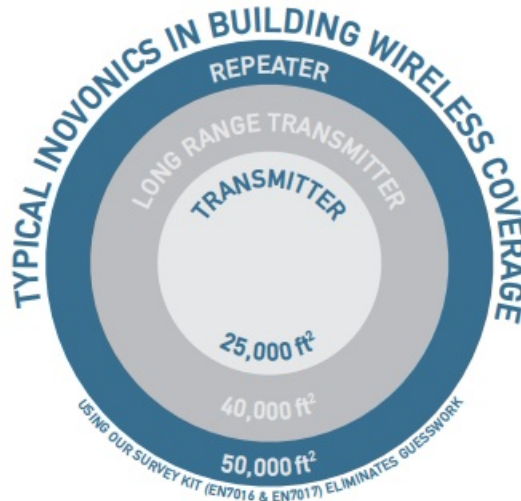 TYPICAL INOVONICS IN BUILDING WIRELESS COVERAGE
REPEATER
LONG RANGE TRANSMITTER
TRANSMITTER
25,000 ft²
40,000 ft²
50,000 ft²
USING OUR SURVEY KIT (EN7016 & EN7017) ELIMINATES GUESSWORK